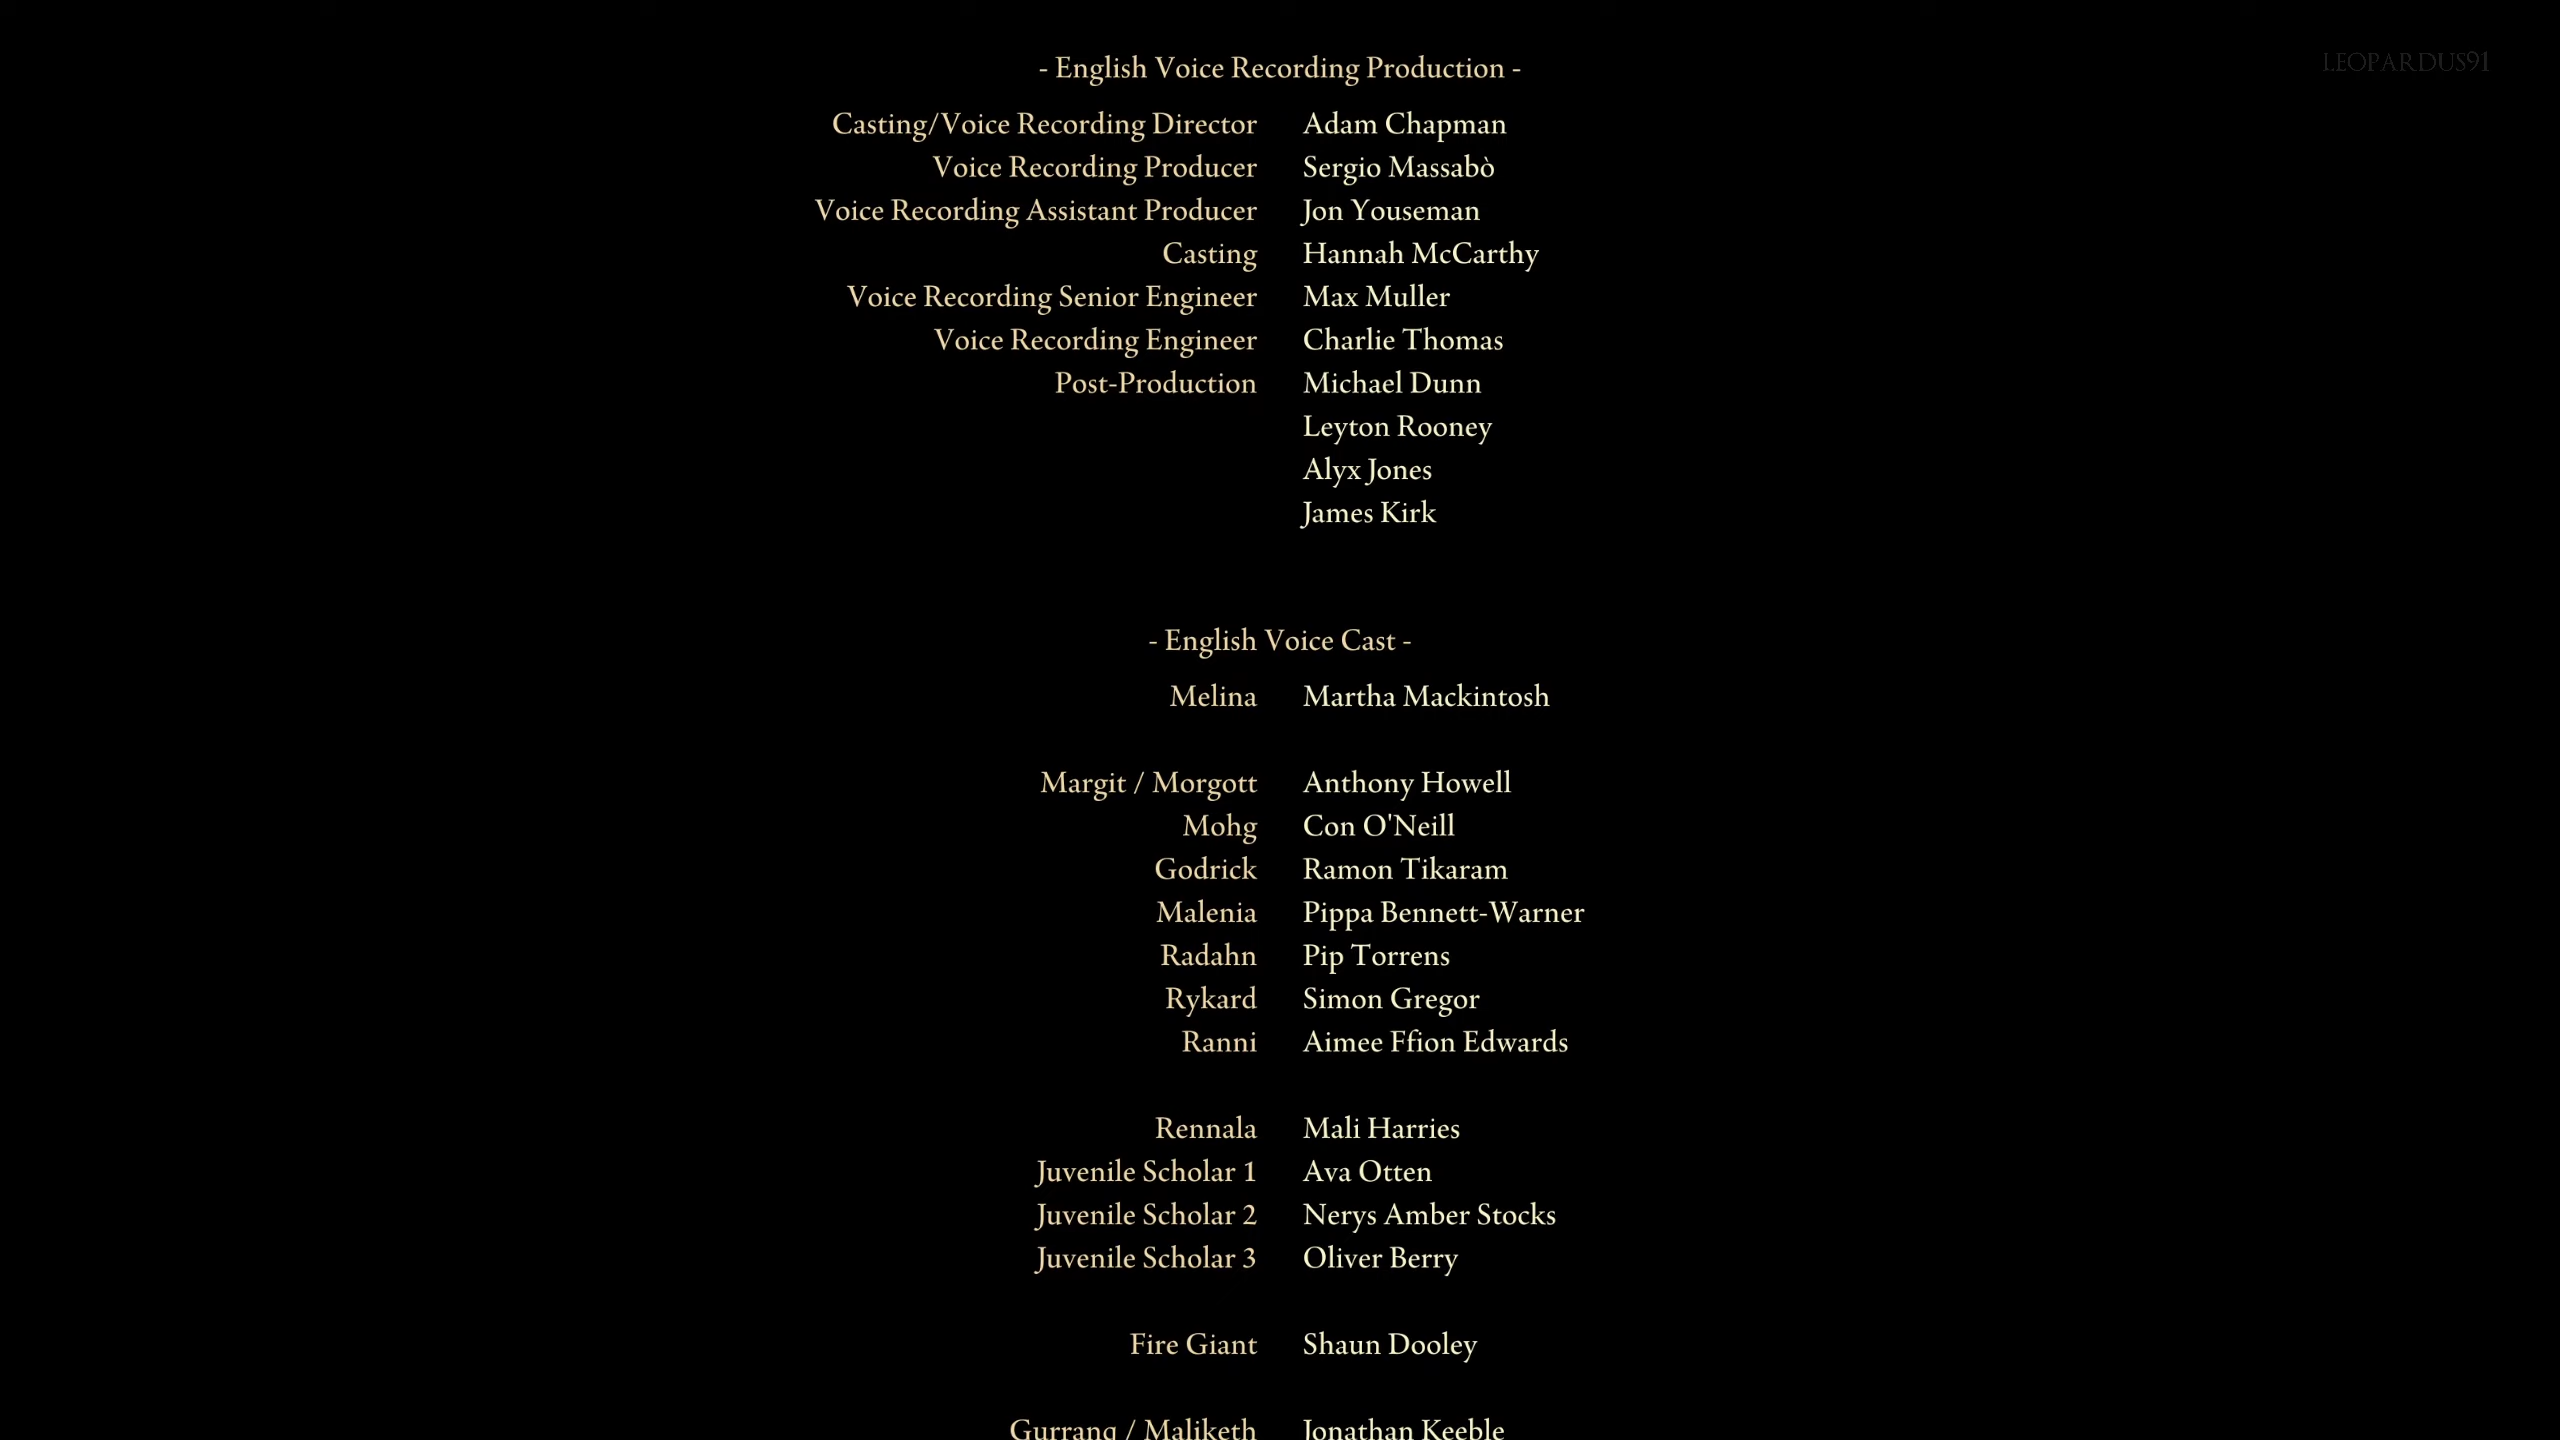 - English Voice Recording Production -
LEOPARDUS91
Casting/Voice Recording Director Adam Chapman
Voice Recording Producer Sergio Massabò
Voice Recording Assistant Producer Jon Youseman
Casting Hannah McCarthy
Voice Recording Senior Engineer Max Muller
Voice Recording Engineer Charlie Thomas
Post-Production Michael Dunn
Leyton Rooney
Alyx Jones
James Kirk
- English Voice Cast -
Melina Martha Mackintosh
Margit / Morgott Anthony Howell
Mohg Con O'Neill
Godrick Ramon Tikaram
Malenia Pippa Bennett-Warner
Radahn Pip Torrens
Rykard Simon Gregor
Ranni Aimee Ffion Edwards
Rennala Mali Harries
Juvenile Scholar 1 Ava Otten
Juvenile Scholar 2 Nerys Amber Stocks
Juvenile Scholar 3 Oliver Berry
Fire Giant Shaun Dooley
Gurranq / Maliketh Jonathan Keeble